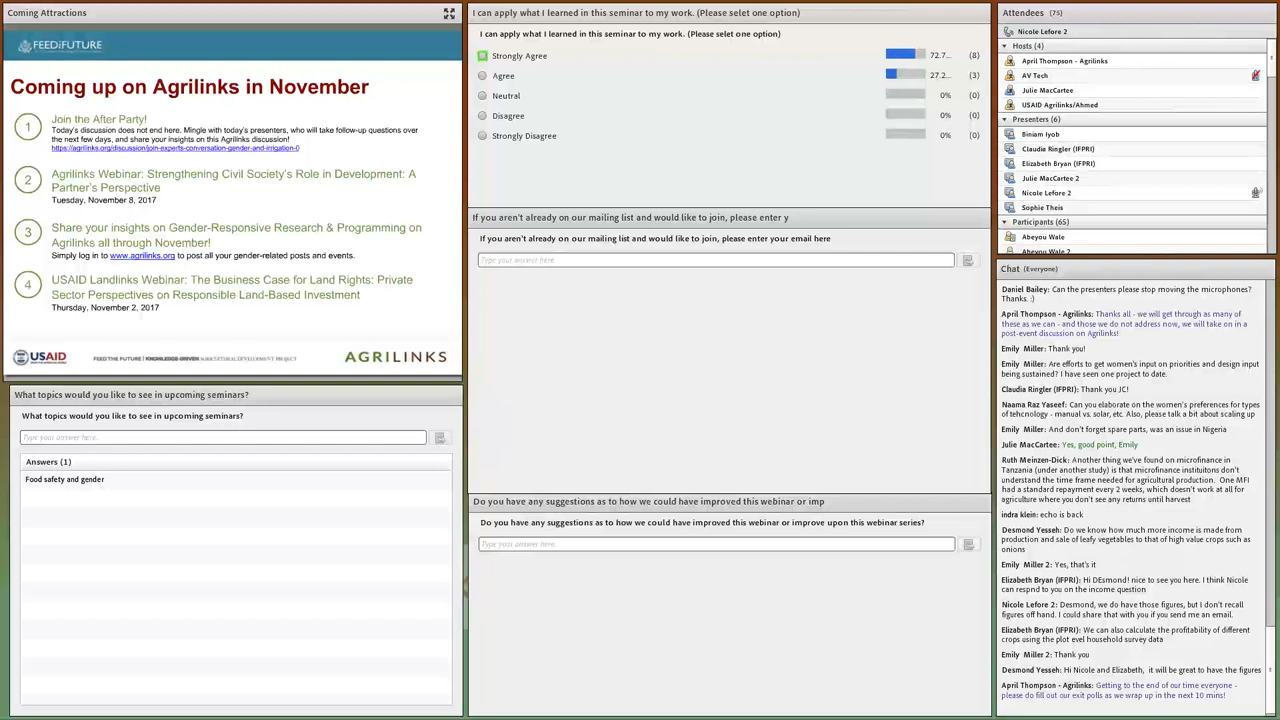 Coming Attractions
FEEDiFUTURE
Coming up on Agrilinks in November
1
Join the After Party!
Today's discussion does not end here. Mingle with today's presenters, who will take follow-up questions over
the next few days, and share your insights on this Agrilinks discussion!
https://agrilinks.org/discussion/join-experts-conversation-gender-and-irrigation-0
2
Agrilinks Webinar: Strengthening Civil Society's Role in Development: A
Partner's Perspective
Tuesday, November 8, 2017
3
Share your insights on Gender-Responsive Research & Programming on
Agrilinks all through November!
Simply log in to www.agrilinks.org to post all your gender-related posts and events.
4
USAID Landlinks Webinar: The Business Case for Land Rights: Private
Sector Perspectives on Responsible Land-Based Investment
Thursday, November 2, 2017
USAID
FEED THE FUTURE KNOWLEDGE-DRIVEN AGRICULTURAL DEVELOPMENT PROJECT
AGRILINKS
What topics would you like to see in upcoming seminars?
What topics would you like to see in upcoming seminars?
Type your answer here.
Answers (1)
Food safety and gender
I can apply what I learned in this seminar to my work. (Please selet one option)
I can apply what I learned in this seminar to my work. (Please selet one option)
Strongly Agree 72.7... (8)
Agree 27.2... (3)
Neutral 0% (0)
Disagree 0% (0)
Strongly Disagree 0% (0)
If you aren't already on our mailing list and would like to join, please enter y
If you aren't already on our mailing list and would like to join, please enter your email here
Type your answer here.
Do you have any suggestions as to how we could have improved this webinar or imp
Do you have any suggestions as to how we could have improved this webinar or improve upon this webinar series?
Type your answer here.
Attendees (75)
Nicole Lefore 2
Hosts (4)
April Thompson - Agrilinks
AV Tech
Julie MacCartee
USAID Agrilinks/Ahmed
Presenters (6)
Biniam Iyob
Claudia Ringler (IFPRI)
Elizabeth Bryan (IFPRI)
Julie MacCartee 2
Nicole Lefore 2
Sophie Theis
Participants (65)
Abeyou Wale
Abeyou Wale 2
Chat (Everyone)
Daniel Bailey: Can the presenters please stop moving the microphones?
Thanks. :)
April Thompson - Agrilinks: Thanks all - we will get through as many of
these as we can - and those we do not address now, we will take on in a
post-event discussion on Agrilinks!
Emily Miller: Thank you!
Emily Miller: Are efforts to get women's input on priorities and design input
being sustained? I have seen one project to date.
Claudia Ringler (IFPRI): Thank you JC!
Naama Raz Yaseef: Can you elaborate on the women's preferences for types
of tehcnology - manual vs. solar, etc. Also, please talk a bit about scaling up
Emily Miller: And don't forget spare parts, was an issue in Nigeria
Julie MacCartee: Yes, good point, Emily
Ruth Meinzen-Dick: Another thing we've found on microfinance in
Tanzania (under another study) is that microfinance instituitons don't
understand the time frame needed for agricultural production. One MFI
had a standard repayment every 2 weeks, which doesn't work at all for
agriculture where you don't see any returns until harvest
indra klein: echo is back
Desmond Yesseh: Do we know how much more income is made from
production and sale of leafy vegetables to that of high value crops such as
onions
Emily Miller 2: Yes, that's it
Elizabeth Bryan (IFPRI): Hi DEsmond! nice to see you here. I think Nicole
can respnd to you on the income question
Nicole Lefore 2: Desmond, we do have those figures, but I don't recall
figures off hand. I could share that with you if you send me an email.
Elizabeth Bryan (IFPRI): We can also calculate the profitability of different
crops using the plot evel household survey data
Emily Miller 2: Thank you
Desmond Yesseh: Hi Nicole and Elizabeth, it will be great to have the figures
April Thompson - Agrilinks: Getting to the end of our time everyone -
please do fill out our exit polls as we wrap up in the next 10 mins!